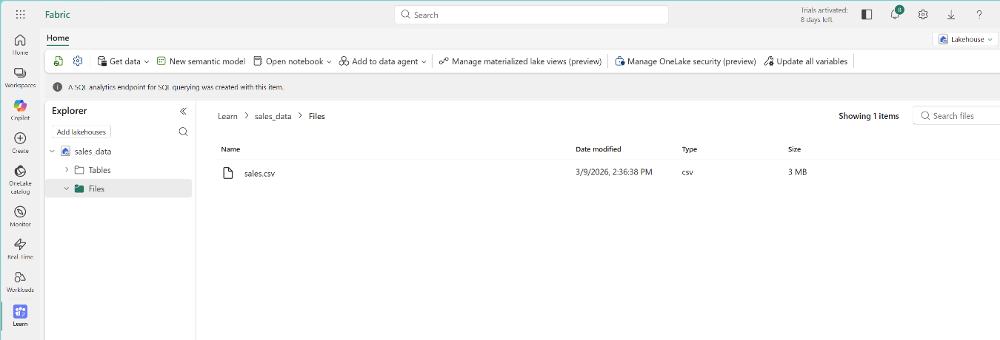 Fabric
Search
Trials activated:
8 days left
8
?
Home
Workspaces
Copilot
Create
OneLake
catalog
Monitor
Real-Time
Workloads
Learn
Home
Lakehouse
Get data
New semantic model
Open notebook
Add to data agent
Manage materialized lake views (preview)
Manage OneLake security (preview)
Update all variables
A SQL analytics endpoint for SQL querying was created with this item.
Explorer
Add lakehouses
sales_data
Tables
Files
Learn > sales_data > Files
Showing 1 items
Search files
Name Date modified Type Size
sales.csv 3/9/2026, 2:36:38 PM csv 3 MB